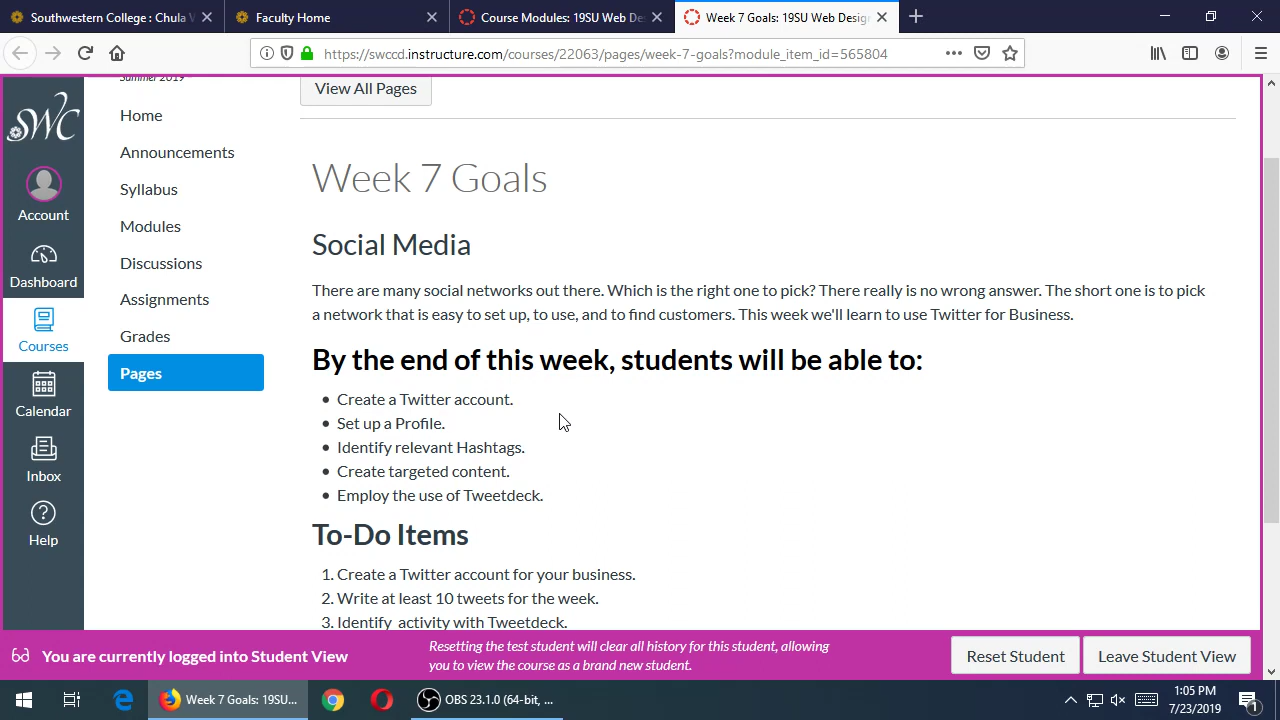 Southwestern College : Chula V
Faculty Home
Course Modules: 19SU Web De
Week 7 Goals: 19SU Web Design
https://swccd.instructure.com/courses/22063/pages/week-7-goals?module_item_id=565804
Summer 2019
SWC
Account
Dashboard
Courses
Calendar
Inbox
Help
Home
Announcements
Syllabus
Modules
Discussions
Assignments
Grades
Pages
View All Pages
Week 7 Goals
Social Media
There are many social networks out there. Which is the right one to pick? There really is no wrong answer. The short one is to pick
a network that is easy to set up, to use, and to find customers. This week we'll learn to use Twitter for Business.
By the end of this week, students will be able to:
• Create a Twitter account.
• Set up a Profile.
• Identify relevant Hashtags.
• Create targeted content.
• Employ the use of Tweetdeck.
To-Do Items
1. Create a Twitter account for your business.
2. Write at least 10 tweets for the week.
3. Identify activity with Tweetdeck.
You are currently logged into Student View
Resetting the test student will clear all history for this student, allowing
you to view the course as a brand new student.
Reset Student
Leave Student View
Week 7 Goals: 19SU...
OBS 23.1.0 (64-bit, ...
1:05 PM
7/23/2019
1